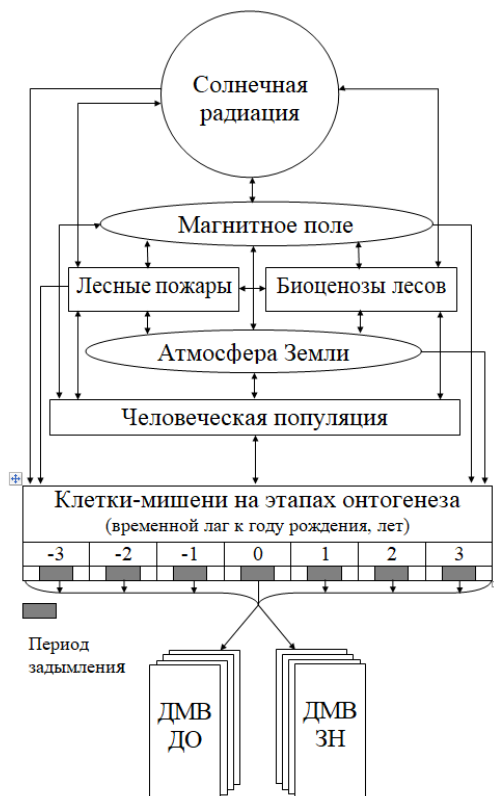 Солнечная
радиация
Магнитное поле
Лесные пожары
Биоценозы лесов
Атмосфера Земли
Человеческая популяция
Клетки-мишени на этапах онтогенеза
(временной лаг к году рождения, лет)
-3 -2 -1 0 1 2 3
Период
задымления
ДМВ
ДО
ДМВ
ЗН